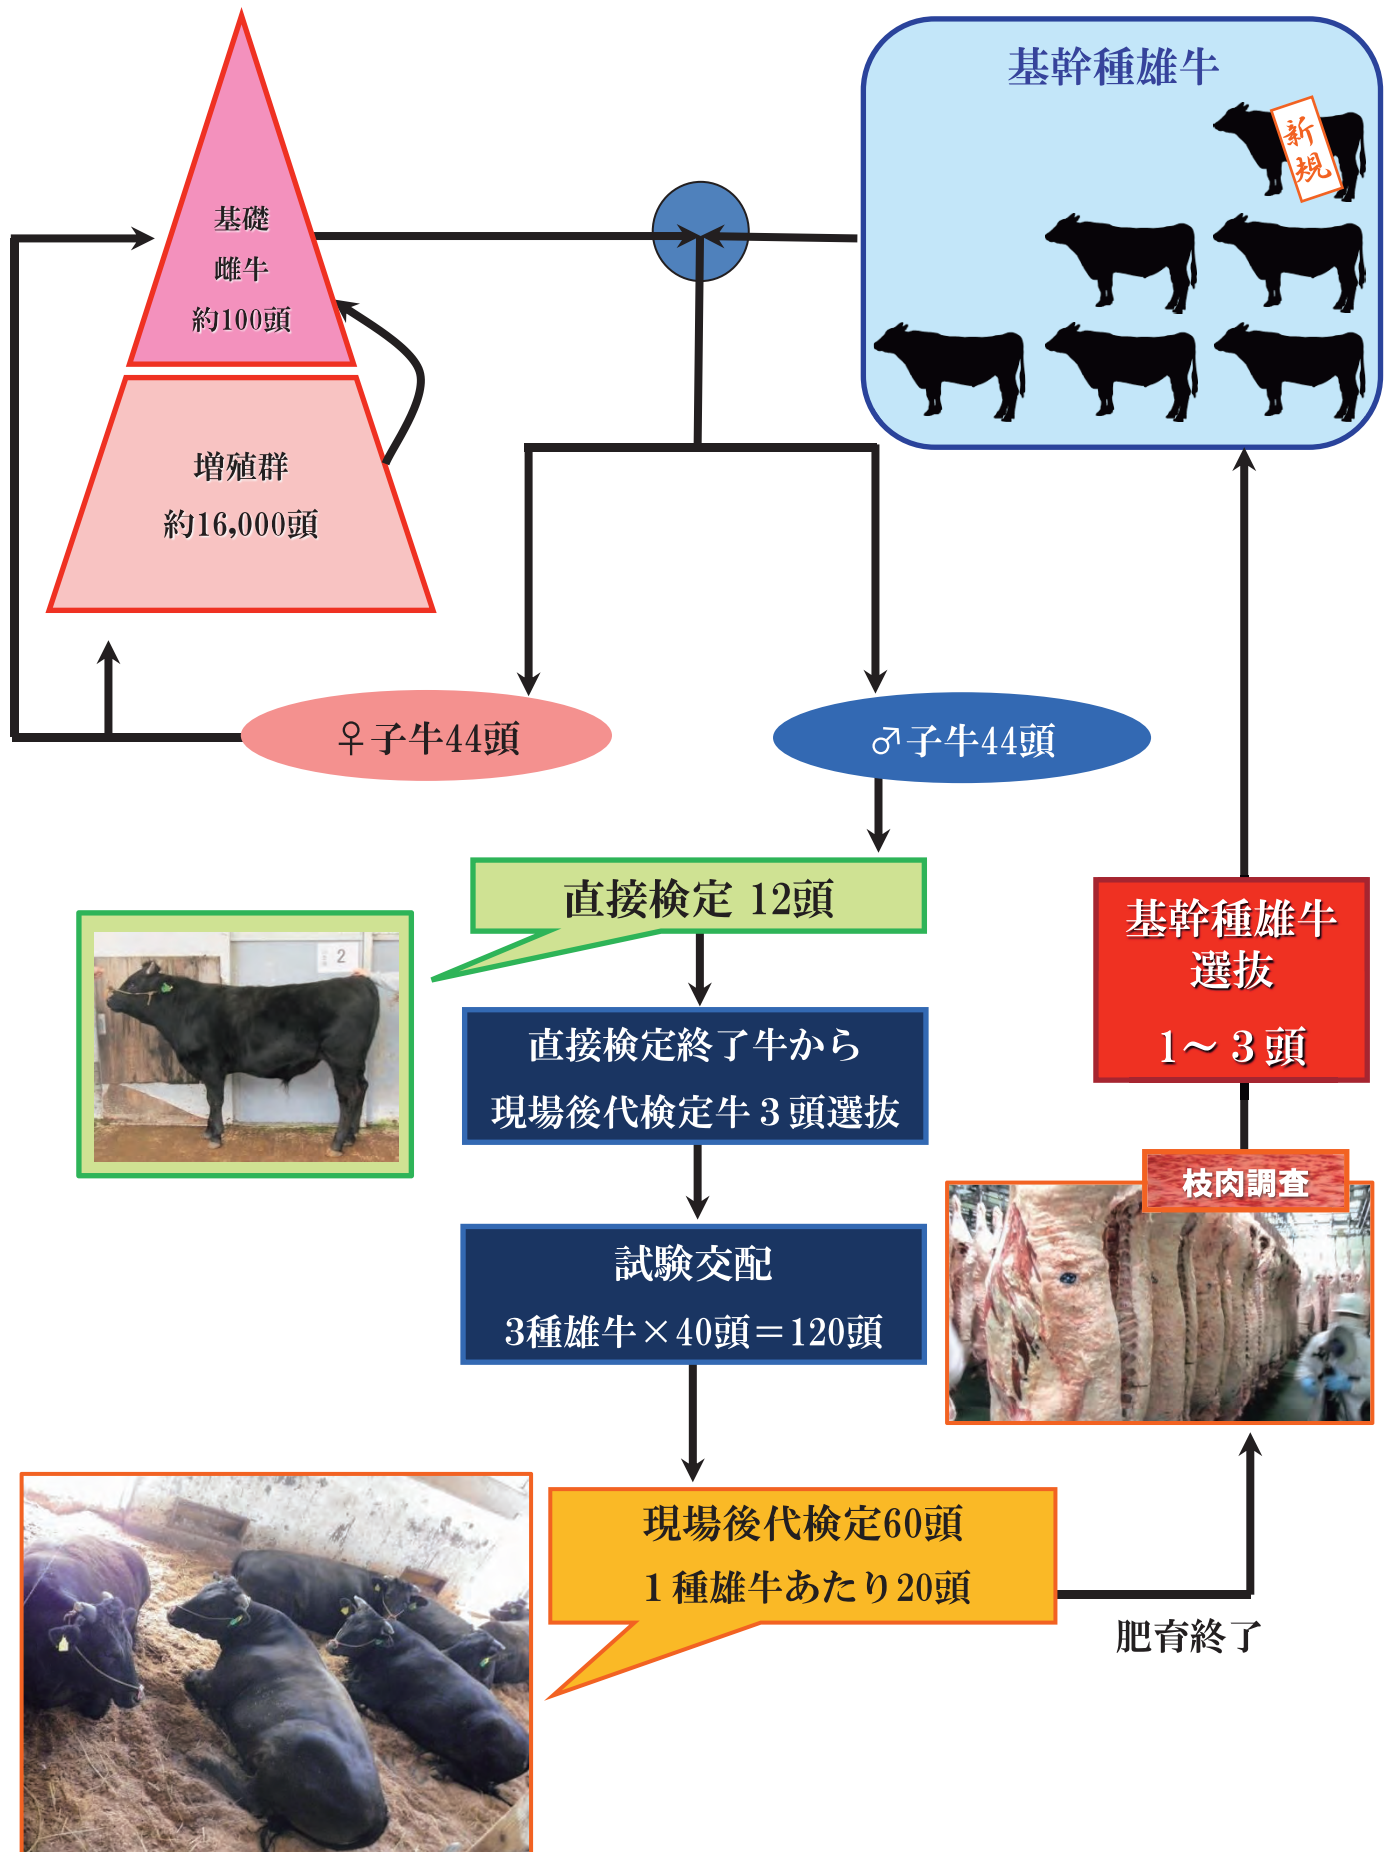 基幹種雄牛
新規
基礎
雌牛
約100頭
増殖群
約16,000頭
♀子牛44頭
♂子牛44頭
直接検定 12頭
2
直接検定終了牛から
現場後代検定牛3頭選抜
基幹種雄牛
選抜
1〜3頭
枝肉調査
試験交配
3種雄牛×40頭=120頭
現場後代検定60頭
1種雄牛あたり20頭
肥育終了